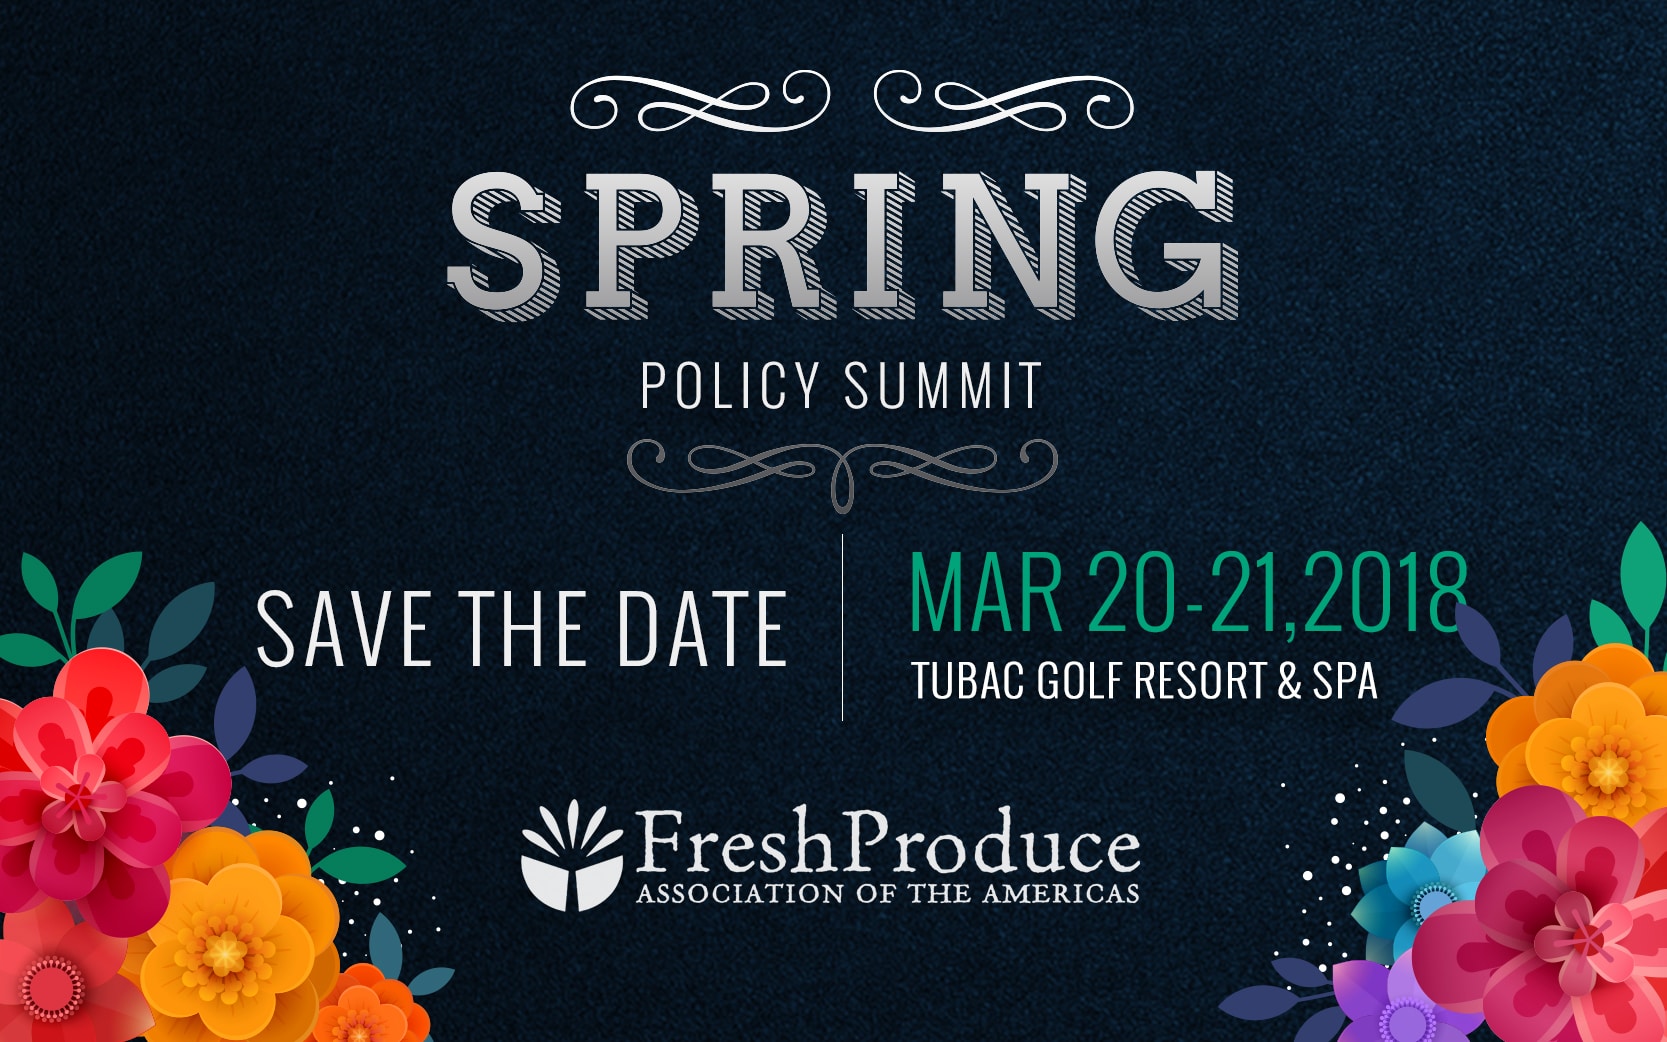 SPRING
POLICY SUMMIT
SAVE THE DATE
MAR 20-21,2018
TUBAC GOLF RESORT & SPA
FreshProduce
ASSOCIATION OF THE AMERICAS